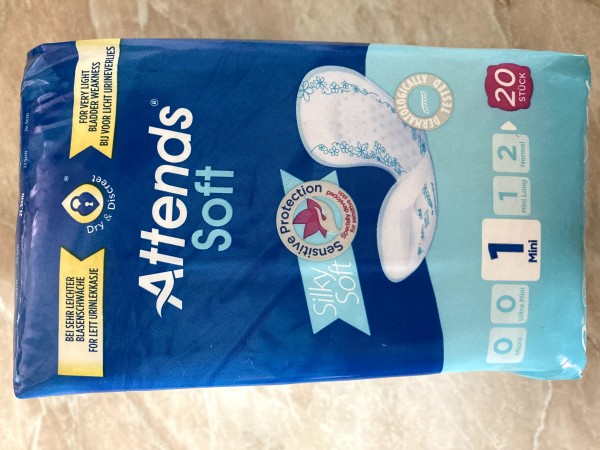 Attends®
Soft
FOR VERY LIGHT
BLADDER WEAKNESS
BIJ VOOR LICHT URINEVERLIES
Dry & Discreet
®
BEI SEHR LEICHTER
BLASENSCHWÄCHE
FOR LETT URINLEKKASJE
Silky
Soft
Sensitive Protection
Specially
developed
DERMATOLOGICALLY TESTED
20
STÜCK
0
Micro
0
Ultra Mini
1
Mini
1
Mini Long
2
Normal